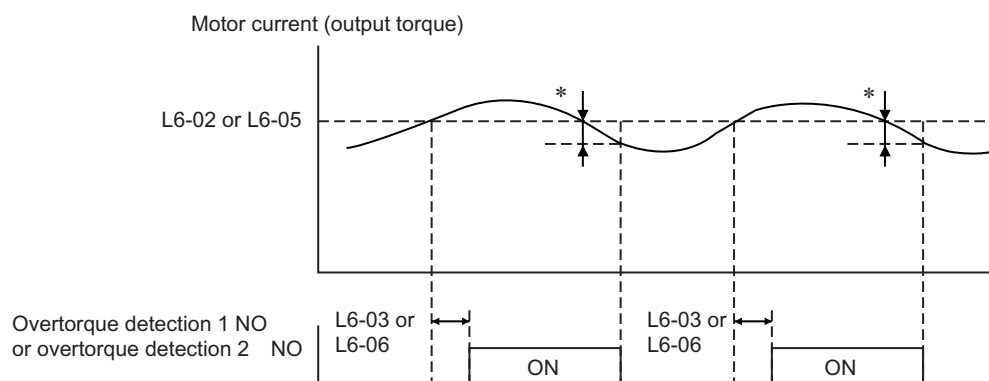 Motor current (output torque)
*
*
L6-02 or L6-05
Overtorque detection 1 NO
or overtorque detection 2 NO
L6-03 or
L6-06
ON
L6-03 or
L6-06
ON